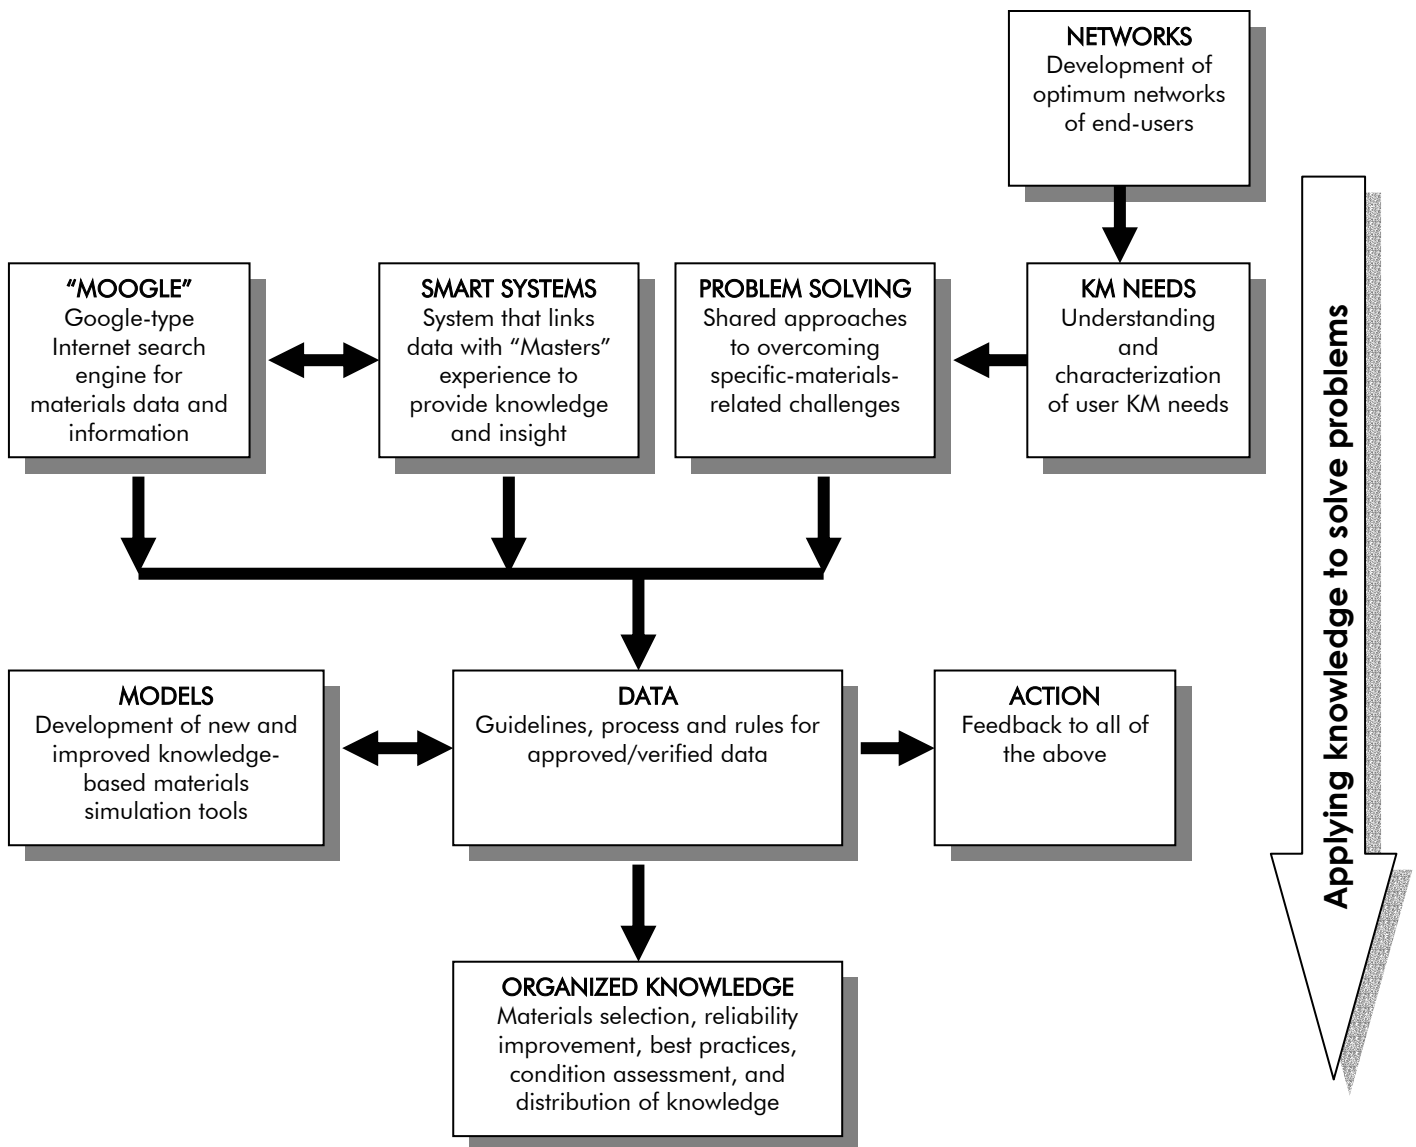 NETWORKS
Development of
optimum networks
of end-users
“MOOGLE”
Google-type
Internet search
engine for
materials data and
information
SMART SYSTEMS
System that links
data with “Masters”
experience to
provide knowledge
and insight
PROBLEM SOLVING
Shared approaches
to overcoming
specific-materials-
related challenges
KM NEEDS
Understanding
and
characterization
of user KM needs
MODELS
Development of new and
improved knowledge-
based materials
simulation tools
DATA
Guidelines, process and rules for
approved/verified data
ACTION
Feedback to all of
the above
ORGANIZED KNOWLEDGE
Materials selection, reliability
improvement, best practices,
condition assessment, and
distribution of knowledge
Applying knowledge to solve problems